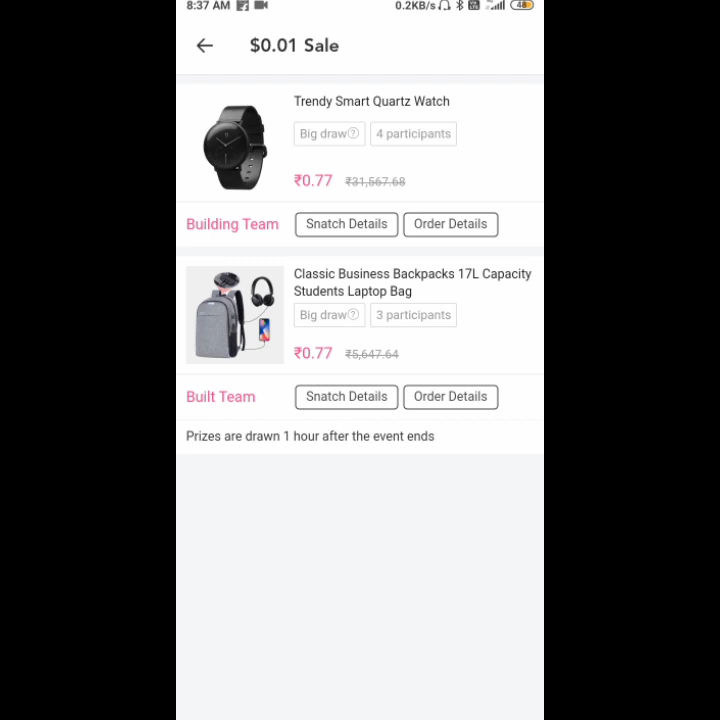 8:37 AM 0.2KB/s 48
$0.01 Sale
Trendy Smart Quartz Watch
Big draw? 4 participants
₹0.77 ₹31,567.68
Building Team Snatch Details Order Details
Classic Business Backpacks 17L Capacity
Students Laptop Bag
Big draw? 3 participants
₹0.77 ₹5,647.64
Built Team Snatch Details Order Details
Prizes are drawn 1 hour after the event ends